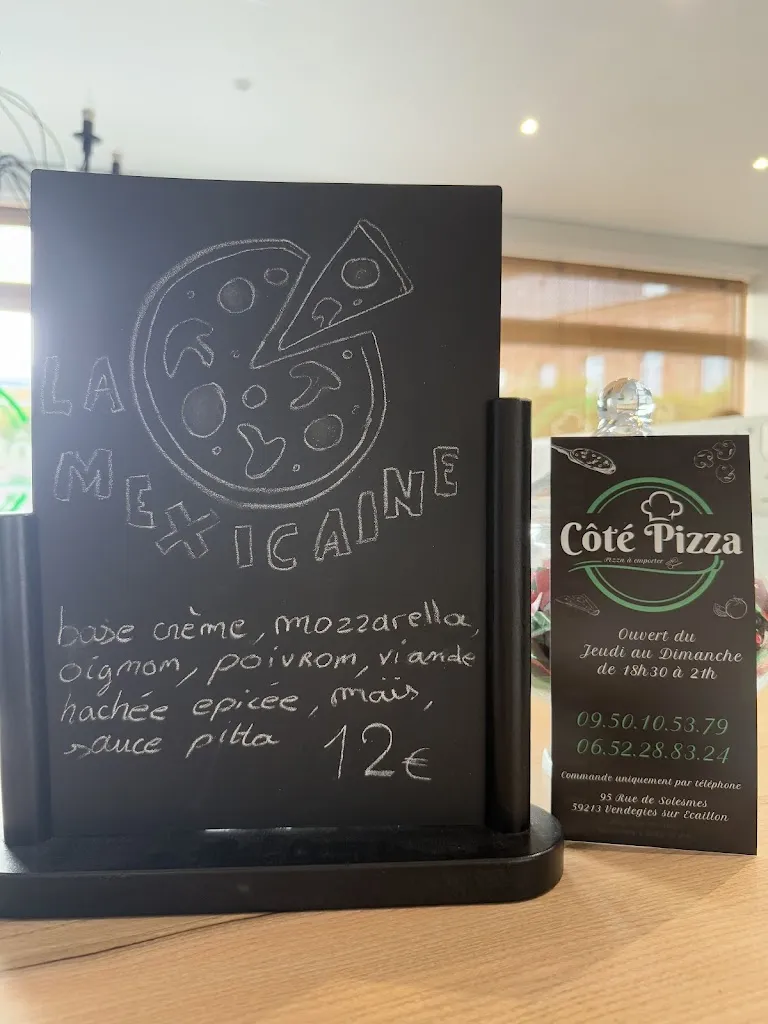 LA
MEXICAINE
base crème, mozzarella,
oignon, poivron, viande
hachée epicée, maïs,
sauce pitta 12€
Côté Pizza
Pizza à emporter
Ouvert du
Jeudi au Dimanche
de 18h30 à 21h
09.50.10.53.79
06.52.28.83.24
Commande uniquement par téléphone
95 Rue de Solesmes
59213 Vendegies sur Ecaillon